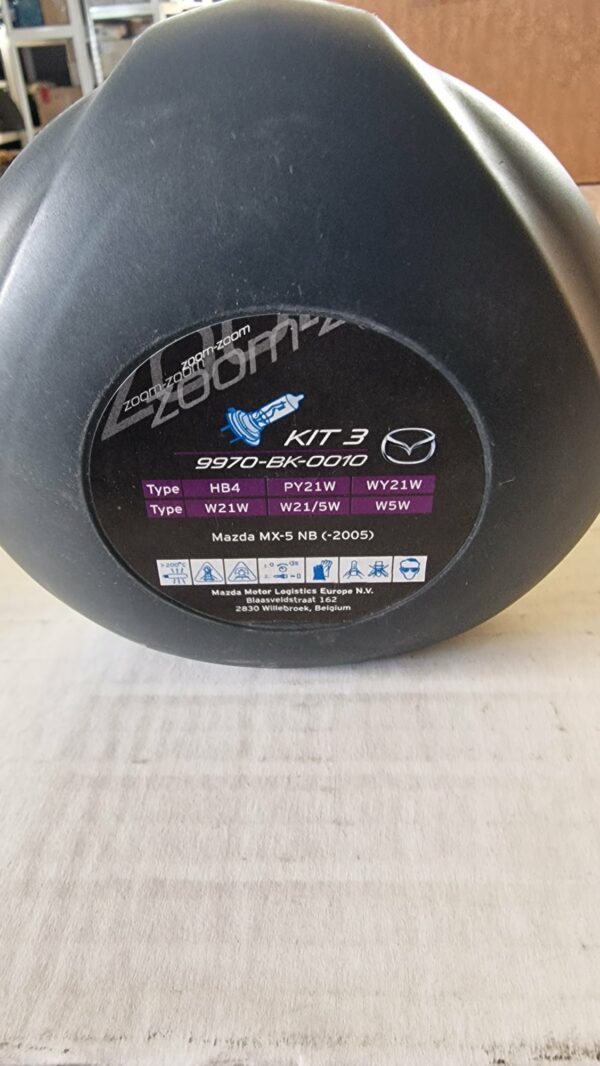 zoom-zoom
zoom-zoom
zoom-z
KIT 3
9970-BK-0010
Type HB4 PY21W WY21W
Type W21W W21/5W W5W
Mazda MX-5 NB (-2005)
>200°C
Mazda Motor Logistics Europe N.V.
Blaasveldstraat 162
2830 Willebroek, Belgium